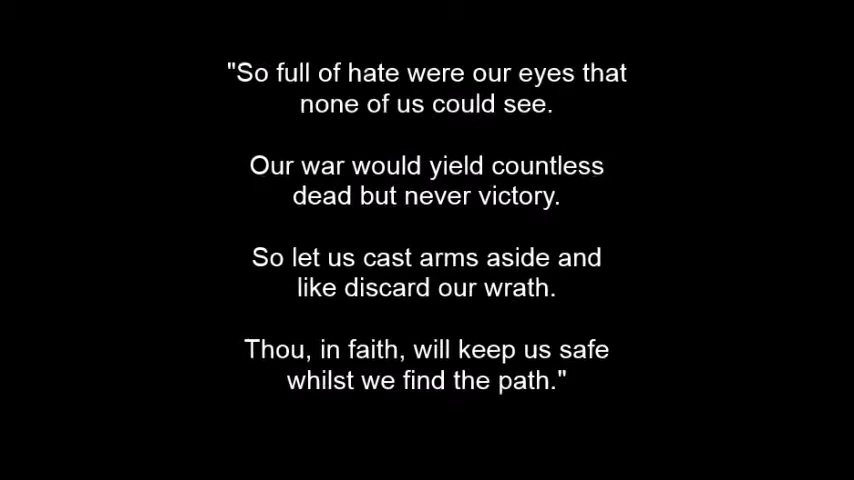 "So full of hate were our eyes that
none of us could see.
Our war would yield countless
dead but never victory.
So let us cast arms aside and
like discard our wrath.
Thou, in faith, will keep us safe
whilst we find the path."